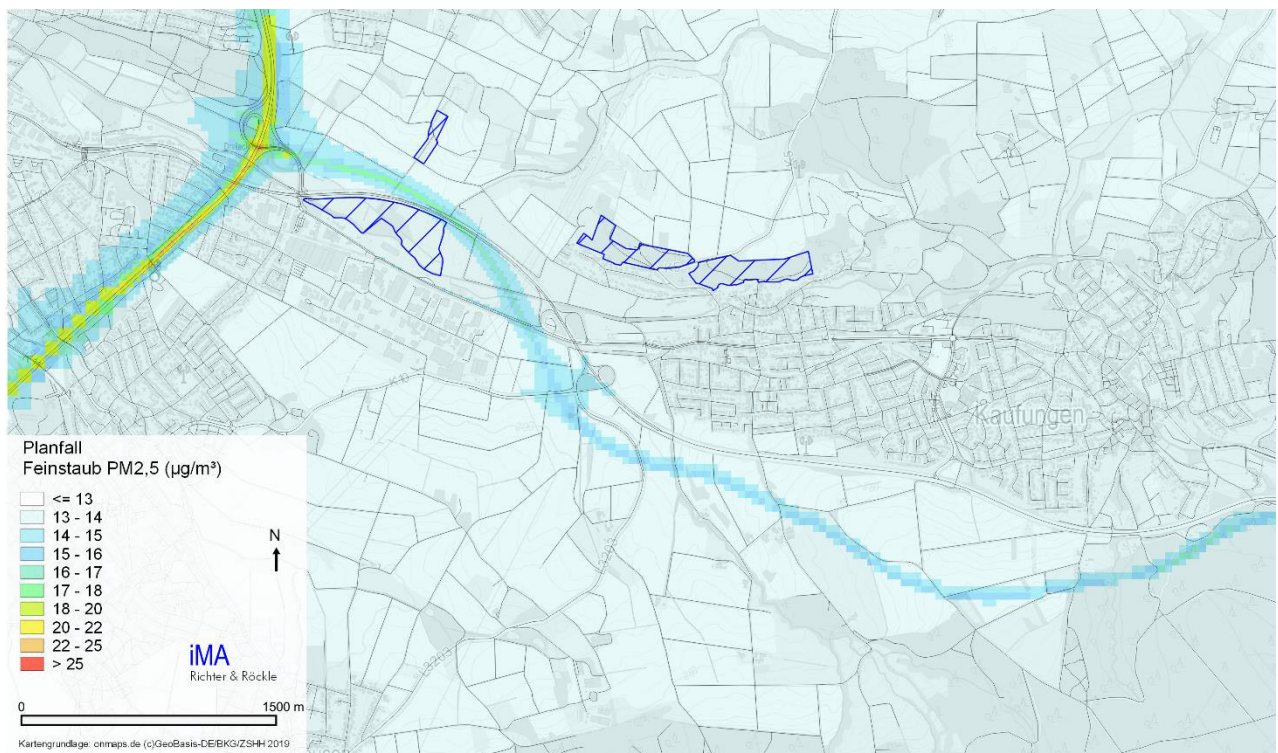 Kaufungen
Planfall
Feinstaub PM2,5 (µg/m³)
<= 13
13 - 14
14 - 15
15 - 16
16 - 17
17 - 18
18 - 20
20 - 22
22 - 25
> 25
N
iMA
Richter & Röckle
0 1500 m
Kartengrundlage: onmaps.de (c)GeoBasis-DE/BKG/ZSHH 2019